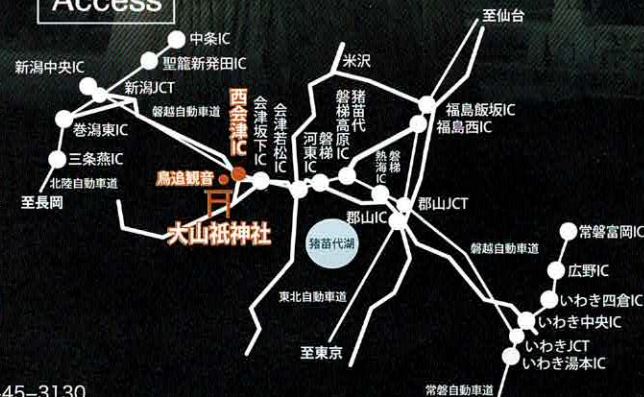 Access
至仙台
中条IC
聖籠新発田IC
米沢
新潟中央IC
新潟JCT
猪苗代
磐梯高原IC
福島飯坂IC
福島西IC
磐越自動車道
西会津IC
会津坂下IC
会津若松IC
磐梯
河東IC
巻潟東IC
三条燕IC
北陸自動車道
至長岡
鳥追観音
大山祇神社
磐梯
熱海IC
郡山JCT
郡山IC
猪苗代湖
常磐富岡IC
磐越自動車道
広野IC
いわき四倉IC
東北自動車道
いわき中央IC
いわきJCT
いわき湯本IC
至東京
常磐自動車道
45-3130